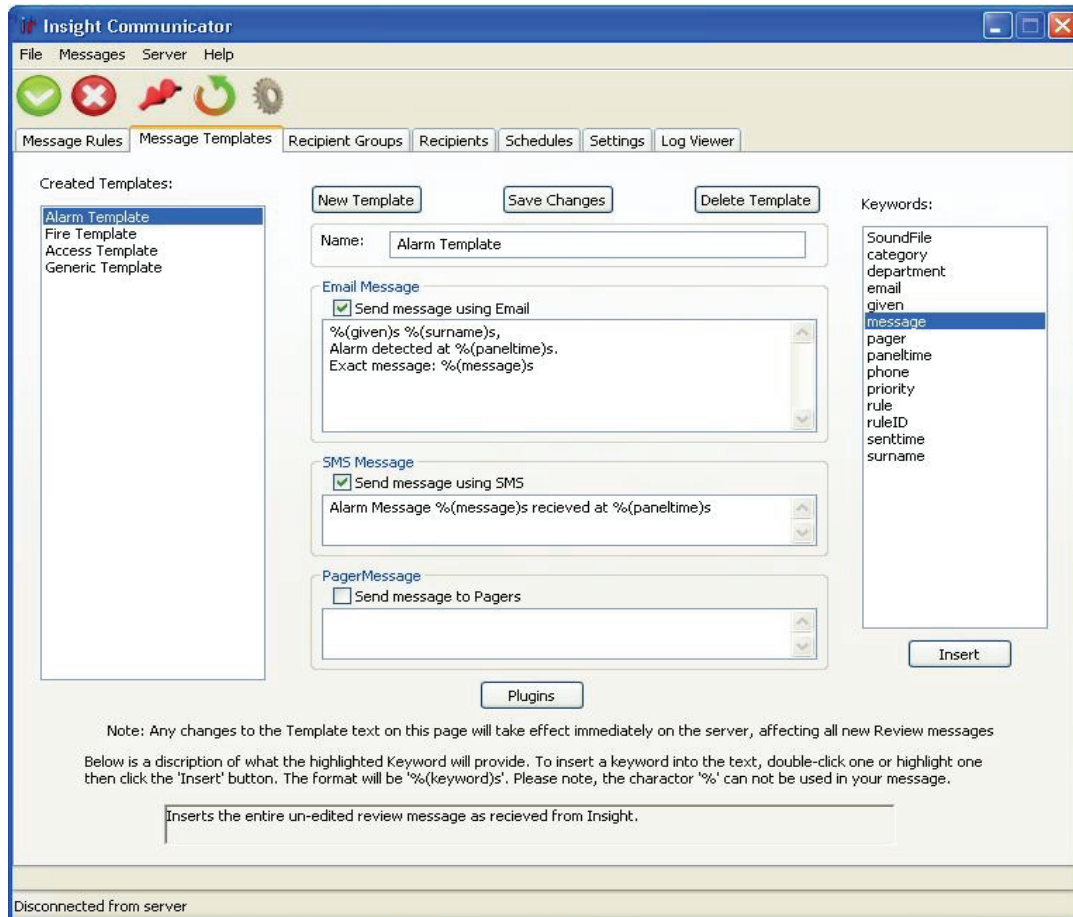 Insight Communicator
File Messages Server Help
Message Rules Message Templates Recipient Groups Recipients Schedules Settings Log Viewer
Created Templates:
Alarm Template
Fire Template
Access Template
Generic Template
New Template Save Changes Delete Template
Name: Alarm Template
Email Message
Send message using Email
%(given)s %(surname)s,
Alarm detected at %(paneltime)s.
Exact message: %(message)s
SMS Message
Send message using SMS
Alarm Message %(message)s recieved at %(paneltime)s
PagerMessage
Send message to Pagers
Plugins
Keywords:
SoundFile
category
department
email
given
message
pager
paneltime
phone
priority
rule
ruleID
senttime
surname
Insert
Note: Any changes to the Template text on this page will take effect immediately on the server, affecting all new Review messages
Below is a discription of what the highlighted Keyword will provide. To insert a keyword into the text, double-click one or highlight one
then click the 'Insert' button. The format will be '%(keyword)s'. Please note, the charactor '%' can not be used in your message.
Inserts the entire un-edited review message as recieved from Insight.
Disconnected from server